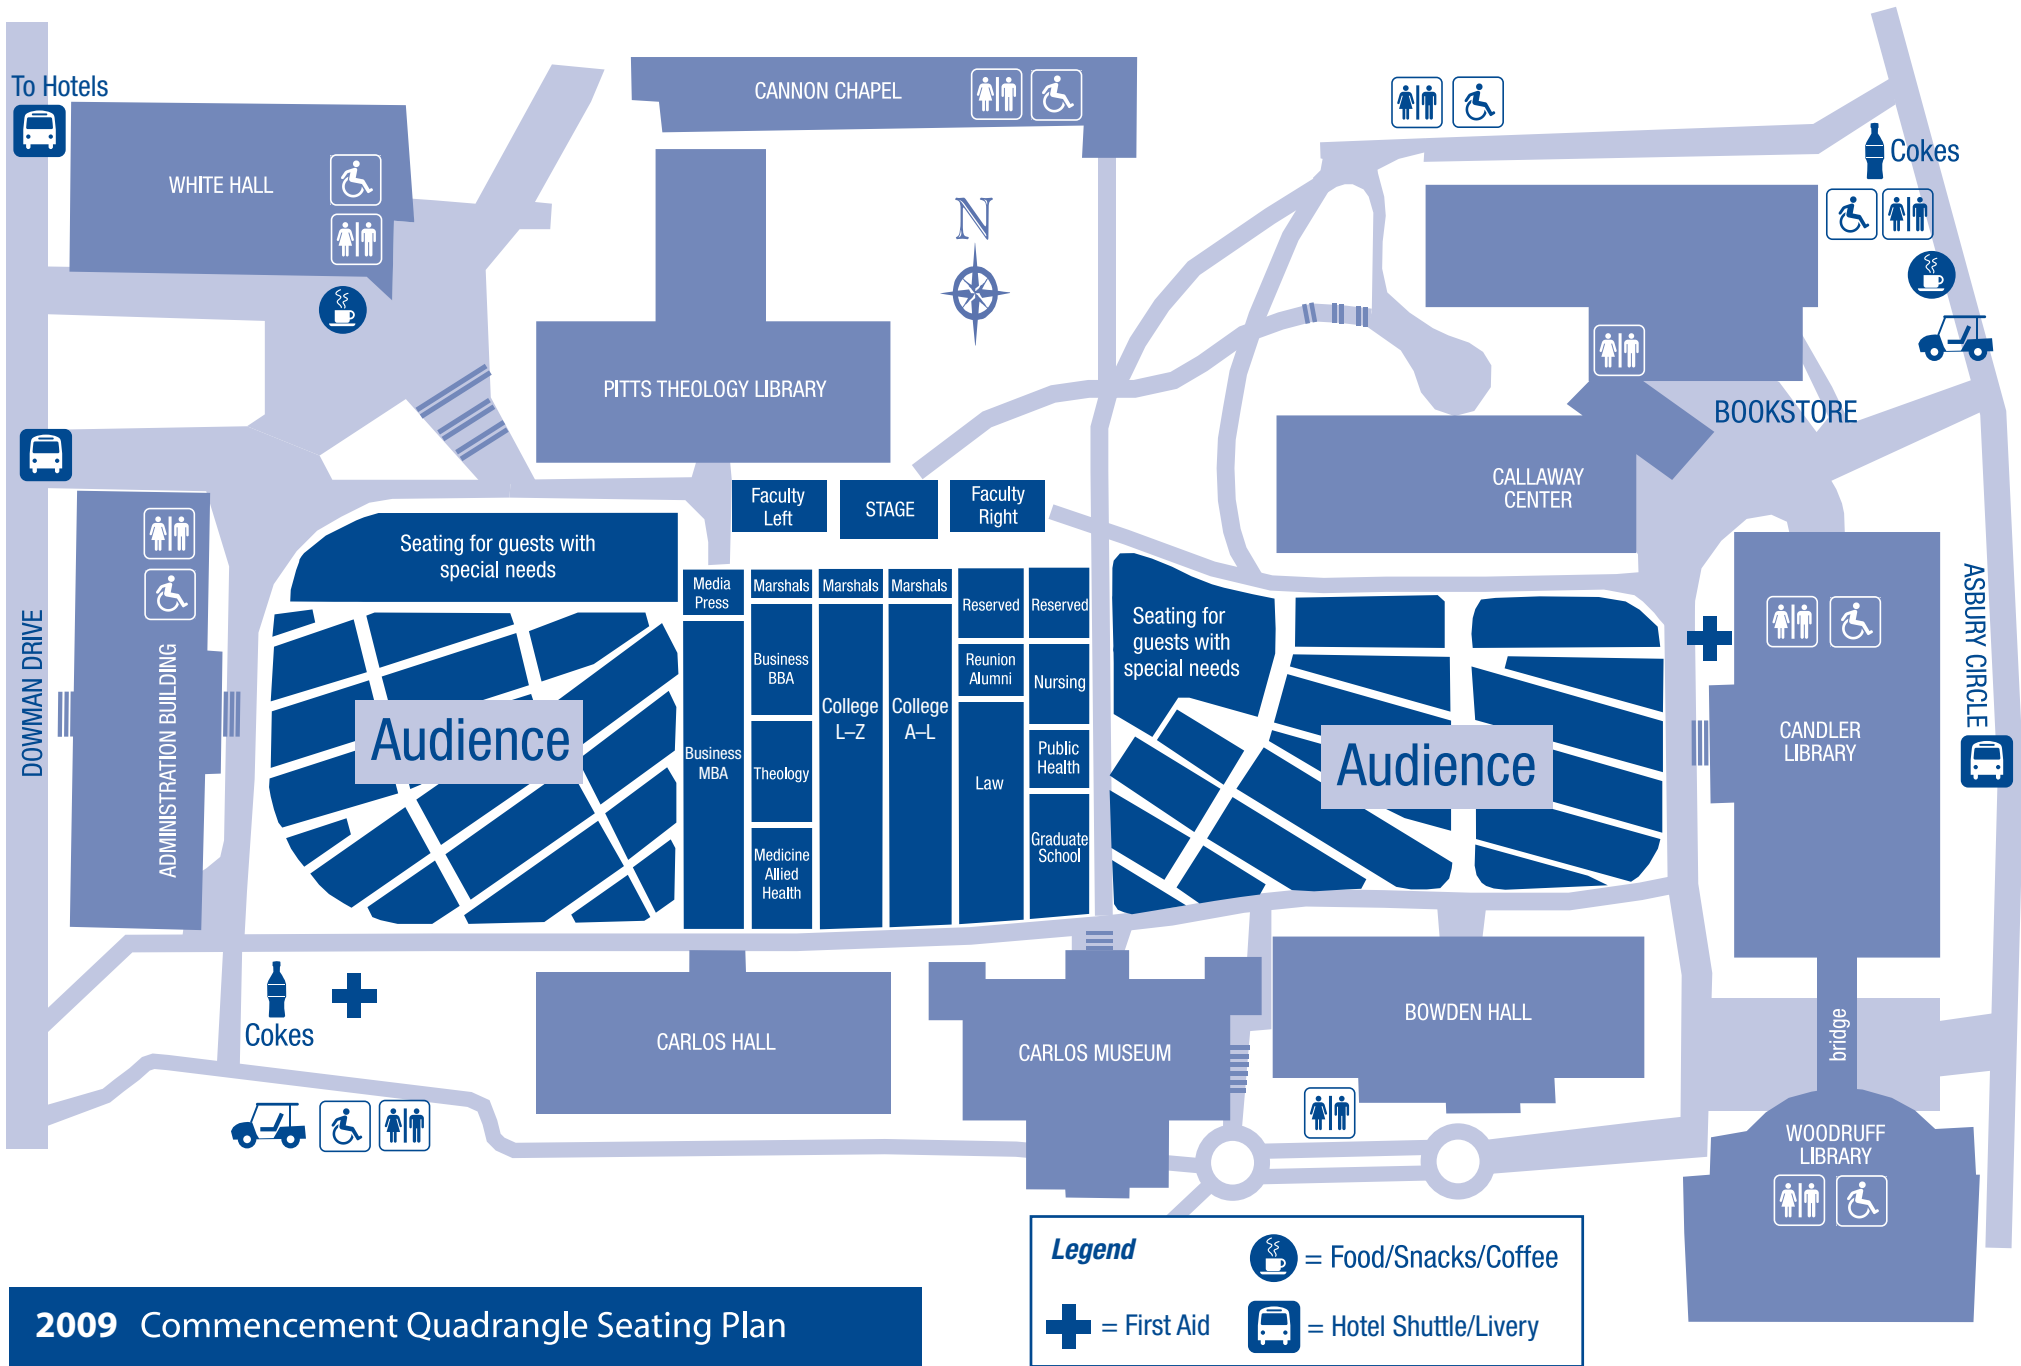 To Hotels
WHITE HALL
CANNON CHAPEL
Cokes
N
PITTS THEOLOGY LIBRARY
BOOKSTORE
CALLAWAY
CENTER
Faculty
Left
STAGE
Faculty
Right
Seating for guests with
special needs
Media
Press
Marshals
Marshals
Marshals
Reserved
Reserved
Seating for
guests with
special needs
Business
BBA
Reunion
Alumni
Nursing
College
L–Z
College
A–L
Business
MBA
Theology
Law
Public
Health
Medicine
Allied
Health
Graduate
School
Audience
Audience
DOWMAN DRIVE
ADMINISTRATION BUILDING
CANDLER
LIBRARY
ASBURY CIRCLE
Cokes
CARLOS HALL
CARLOS MUSEUM
BOWDEN HALL
bridge
WOODRUFF
LIBRARY
Legend
= Food/Snacks/Coffee
= First Aid
= Hotel Shuttle/Livery
2009 Commencement Quadrangle Seating Plan